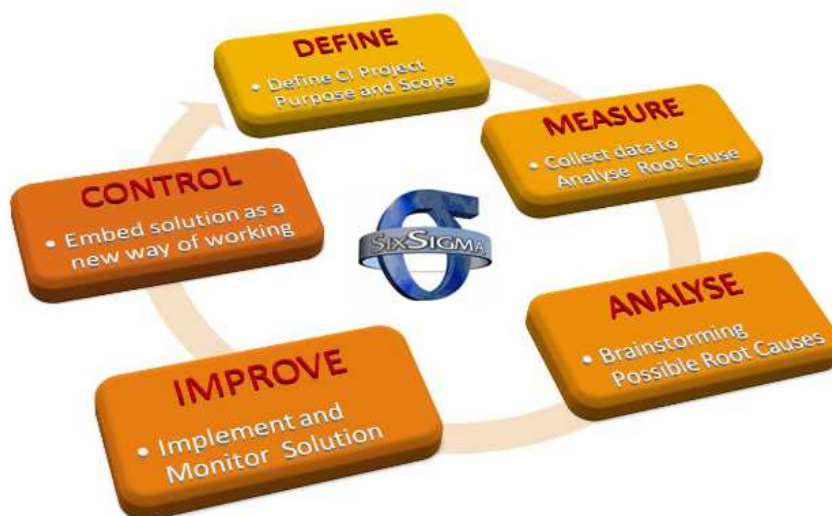 DEFINE
• Define CI Project
Purpose and Scope
MEASURE
• Collect data to
Analyse Root Cause
ANALYSE
• Brainstorming
Possible Root Causes
IMPROVE
• Implement and
Monitor Solution
CONTROL
• Embed solution as a
new way of working
SIXSIGMA